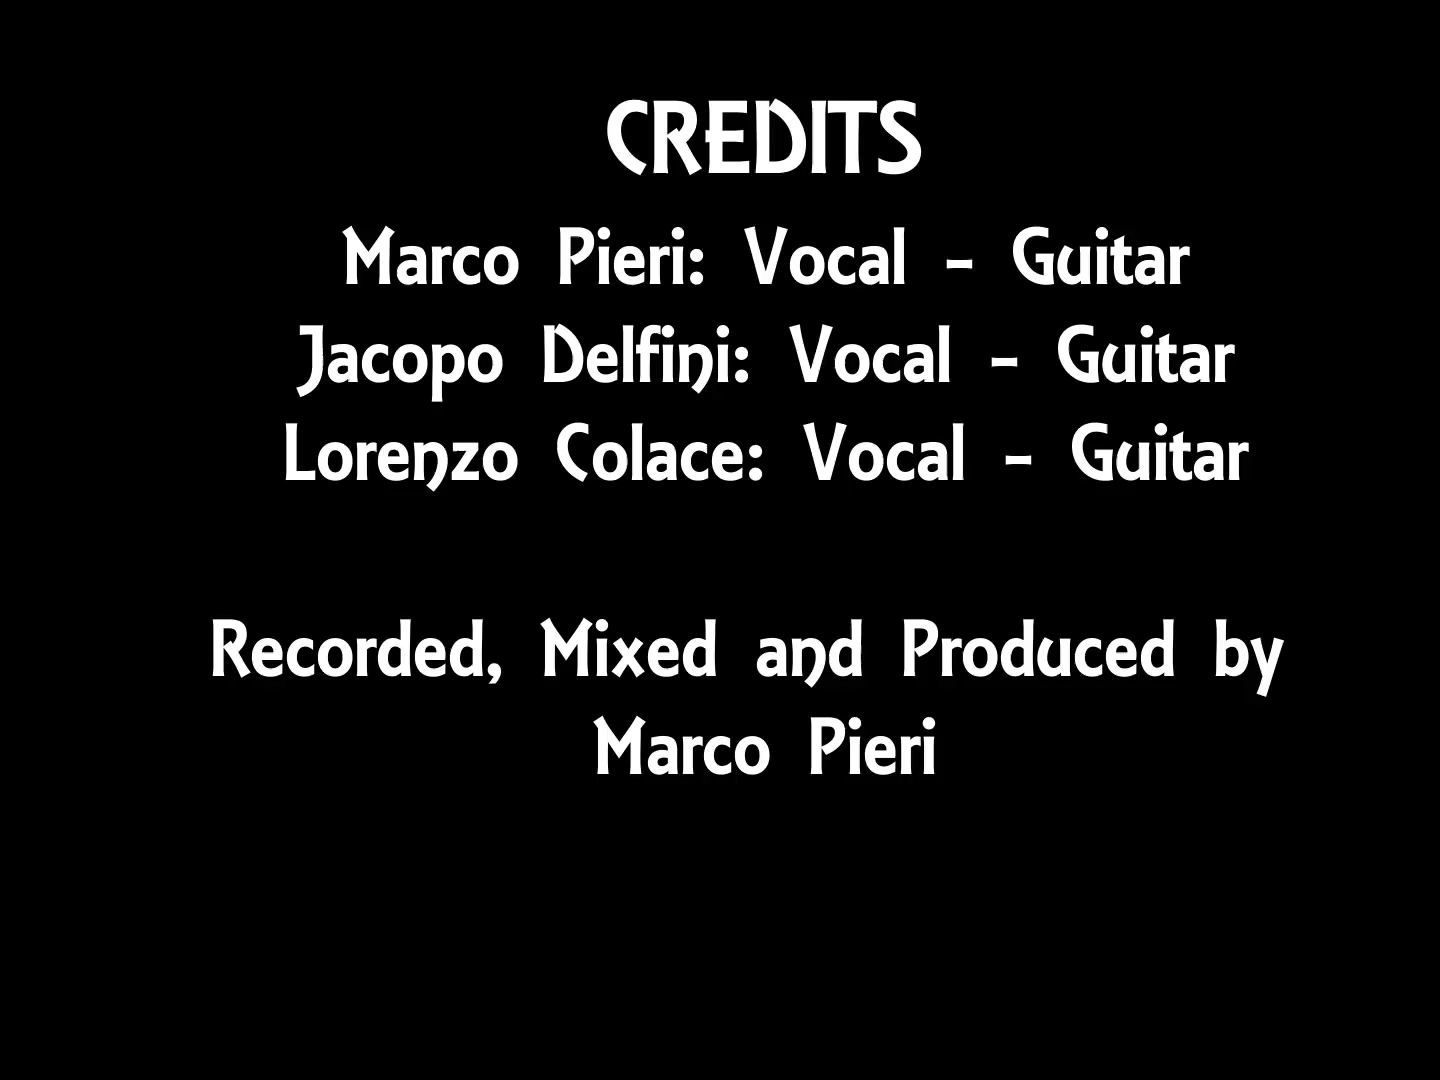 CREDITS
Marco Pieri: Vocal - Guitar
Jacopo Delfini: Vocal - Guitar
Lorenzo Colace: Vocal - Guitar
Recorded, Mixed and Produced by
Marco Pieri